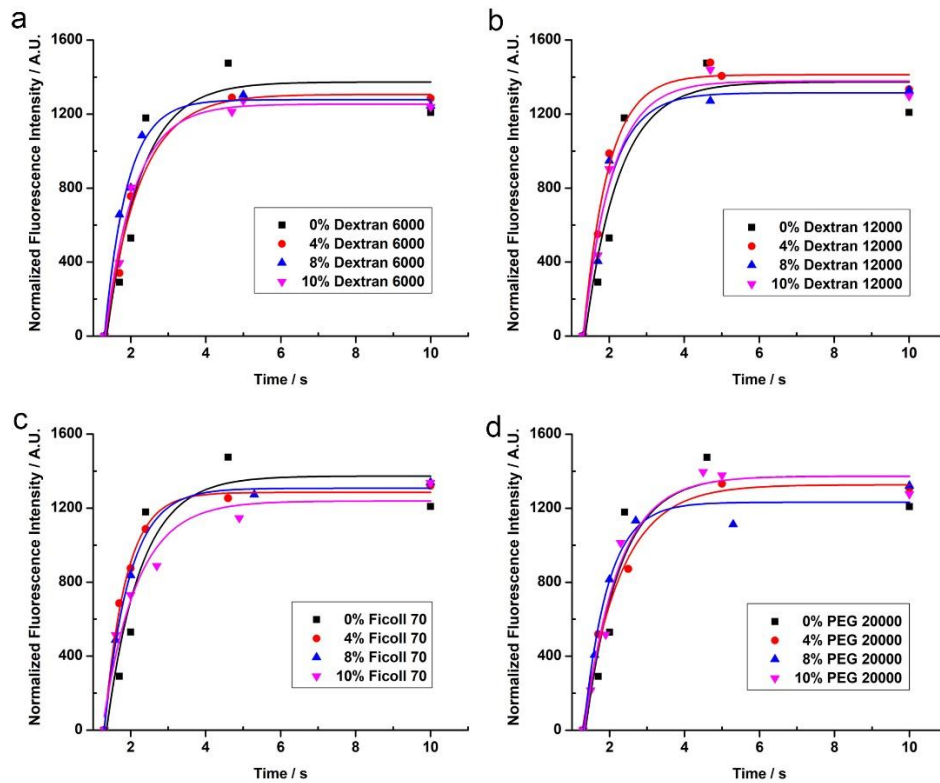 a
Normalized Fluorescence Intensity / A.U.
1600
1200
800
400
0
0% Dextran 6000
4% Dextran 6000
8% Dextran 6000
10% Dextran 6000
2 4 6 8 10
Time / s
b
Normalized Fluorescence Intensity / A.U.
1600
1200
800
400
0
0% Dextran 12000
4% Dextran 12000
8% Dextran 12000
10% Dextran 12000
2 4 6 8 10
Time / s
c
Normalized Fluorescence Intensity / A.U.
1600
1200
800
400
0
0% Ficoll 70
4% Ficoll 70
8% Ficoll 70
10% Ficoll 70
2 4 6 8 10
Time / s
d
Normalized Fluorescence Intensity / A.U.
1600
1200
800
400
0
0% PEG 20000
4% PEG 20000
8% PEG 20000
10% PEG 20000
2 4 6 8 10
Time / s